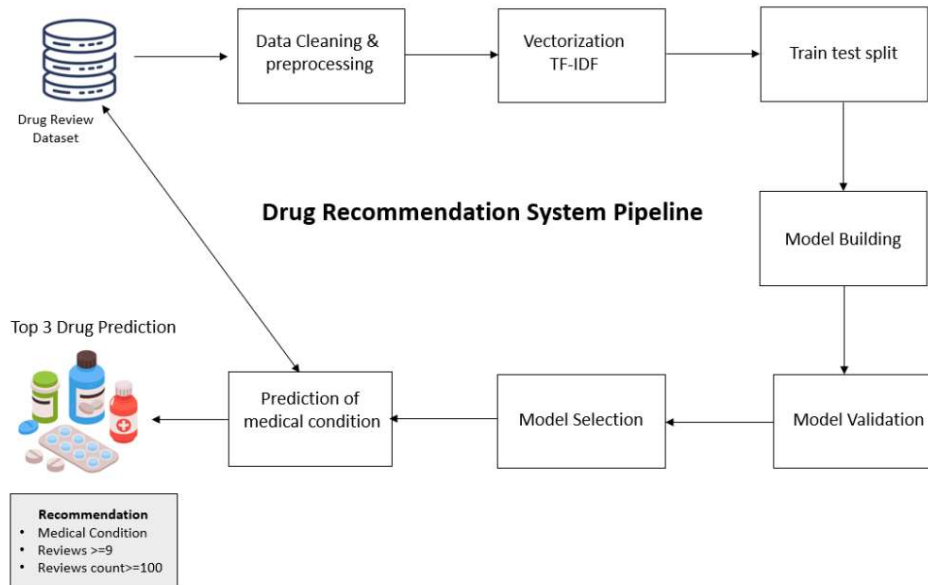 Drug Review
Dataset
Data Cleaning &
preprocessing
Vectorization
TF-IDF
Train test split
Drug Recommendation System Pipeline
Model Building
Top 3 Drug Prediction
Prediction of
medical condition
Model Selection
Model Validation
Recommendation
• Medical Condition
• Reviews >=9
• Reviews count>=100